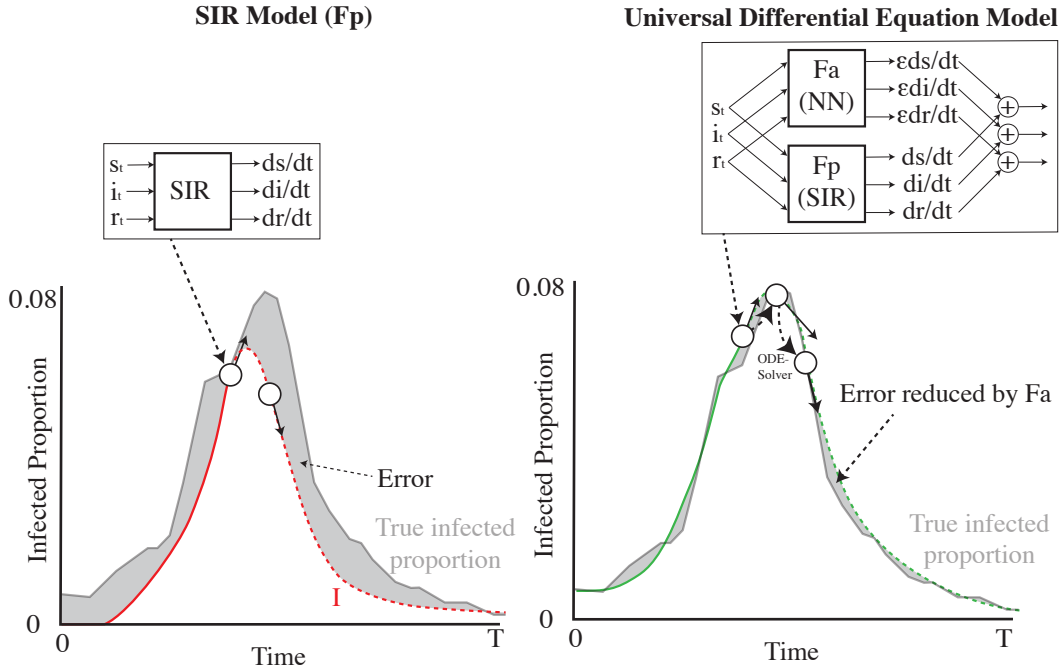 SIR Model (Fp)
sₜ
iₜ
rₜ
SIR
ds/dt
di/dt
dr/dt
0.08
Infected Proportion
Error
True infected
proportion
I
0
0
Time
T
Universal Differential Equation Model
sₜ
iₜ
rₜ
Fa
(NN)
εds/dt
εdi/dt
εdr/dt
Fp
(SIR)
ds/dt
di/dt
dr/dt
+
+
+
0.08
Infected Proportion
ODE-
Solver
Error reduced by Fa
True infected
proportion
0
0
Time
T